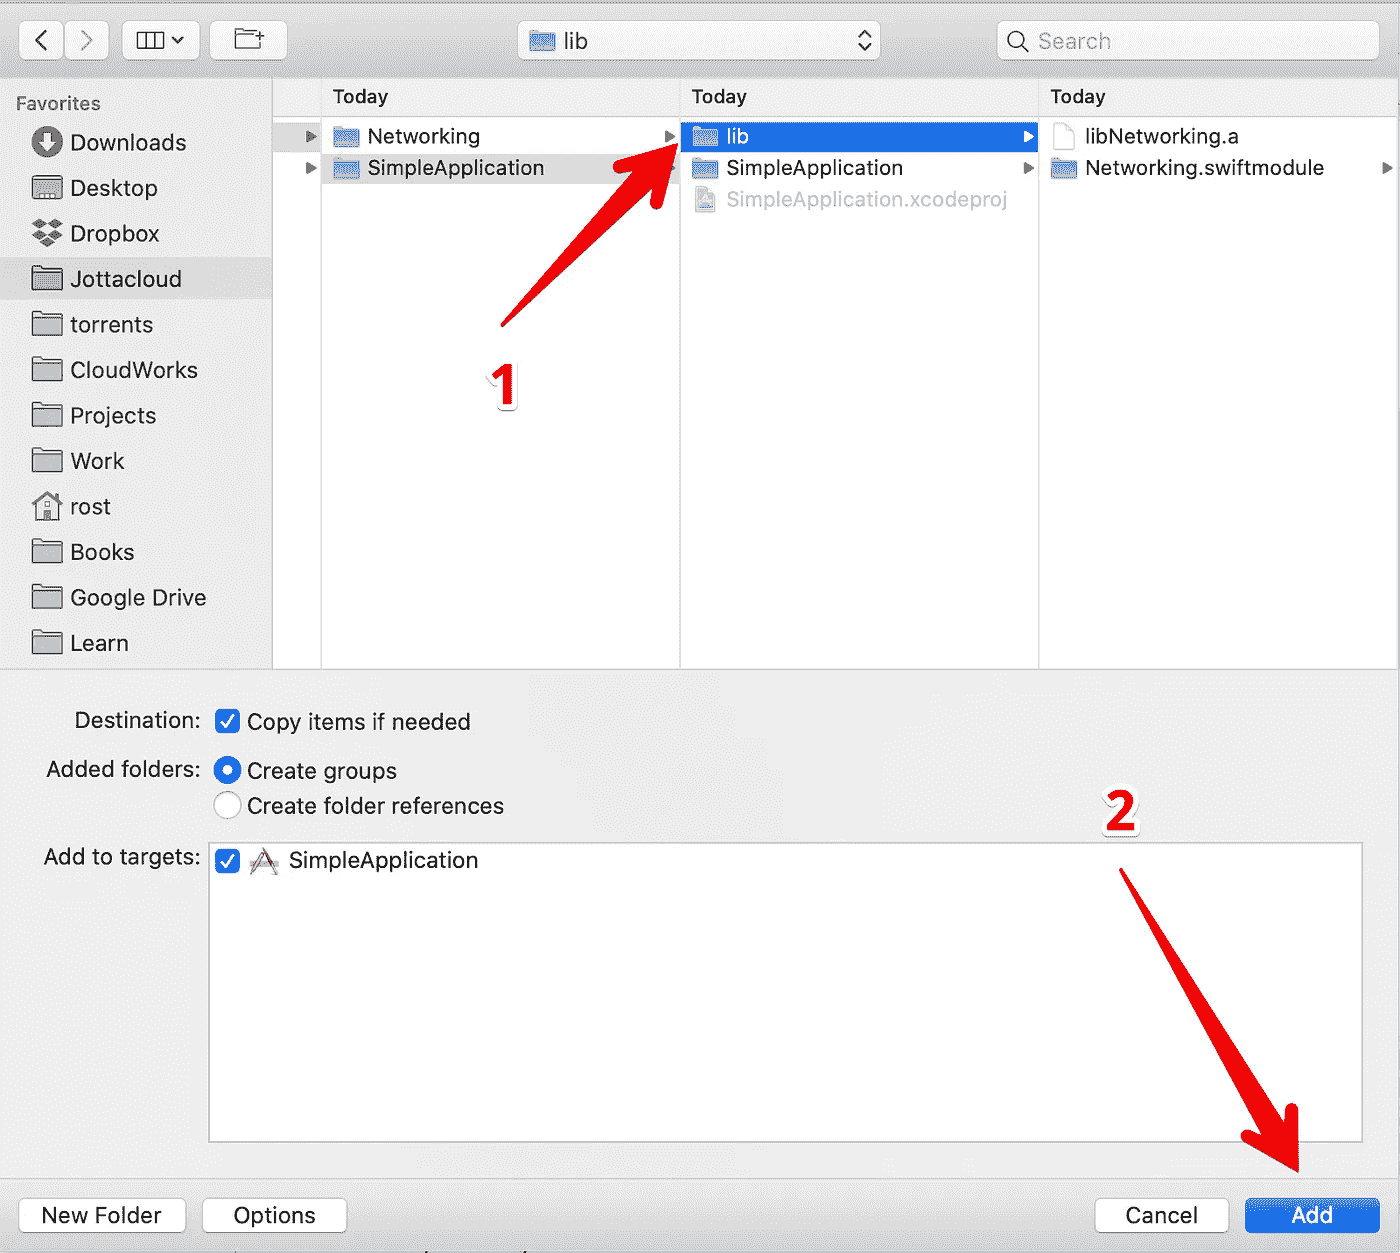 lib
Search
Favorites
Downloads
Desktop
Dropbox
Jottacloud
torrents
CloudWorks
Projects
Work
rost
Books
Google Drive
Learn
Today
Networking
SimpleApplication
Today
lib
SimpleApplication
SimpleApplication.xcodeproj
Today
libNetworking.a
Networking.swiftmodule
1
Destination: Copy items if needed
Added folders: Create groups
Create folder references
2
Add to targets: SimpleApplication
New Folder
Options
Cancel
Add